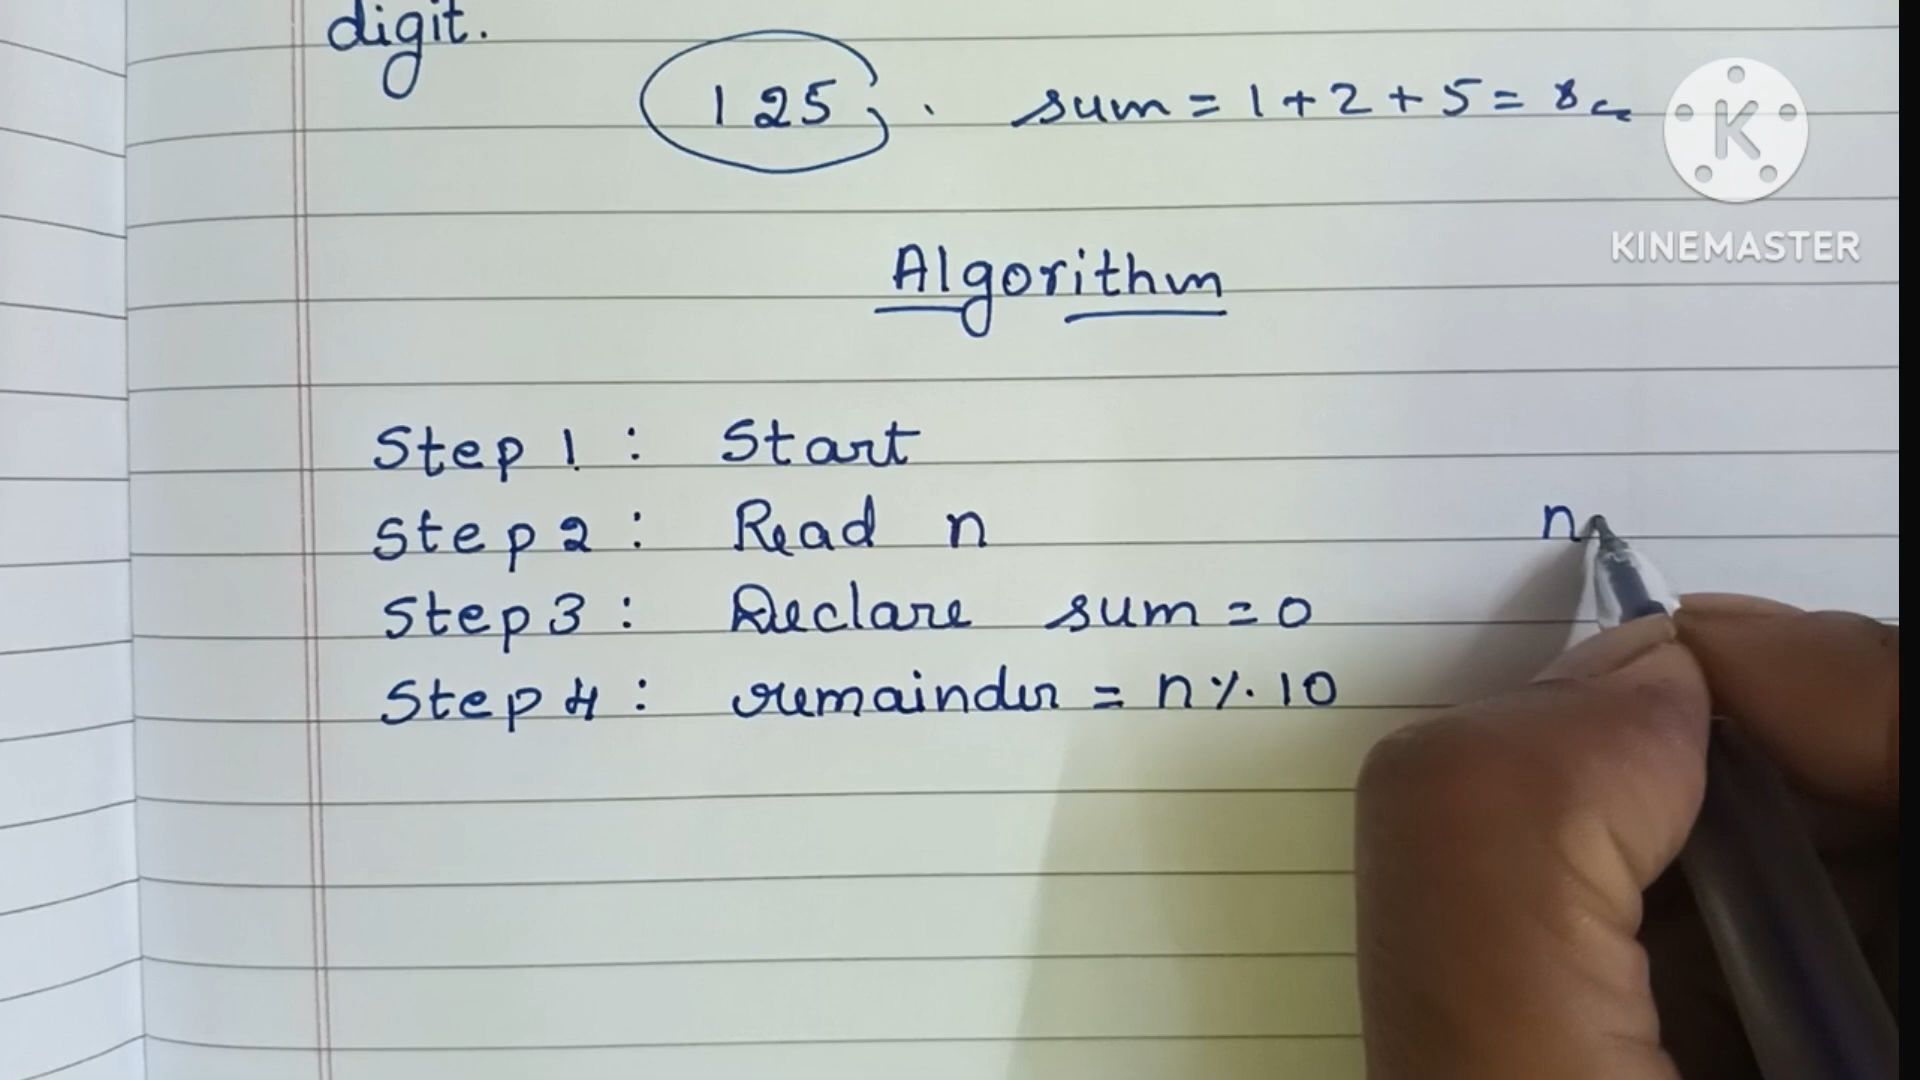 digit.
125 . sum = 1+2+5 = 8
K
KINEMASTER
Algorithm
Step 1 : Start
Step 2 : Read n
n
Step 3 : Declare sum = 0
Step 4 : remainder = n % 10